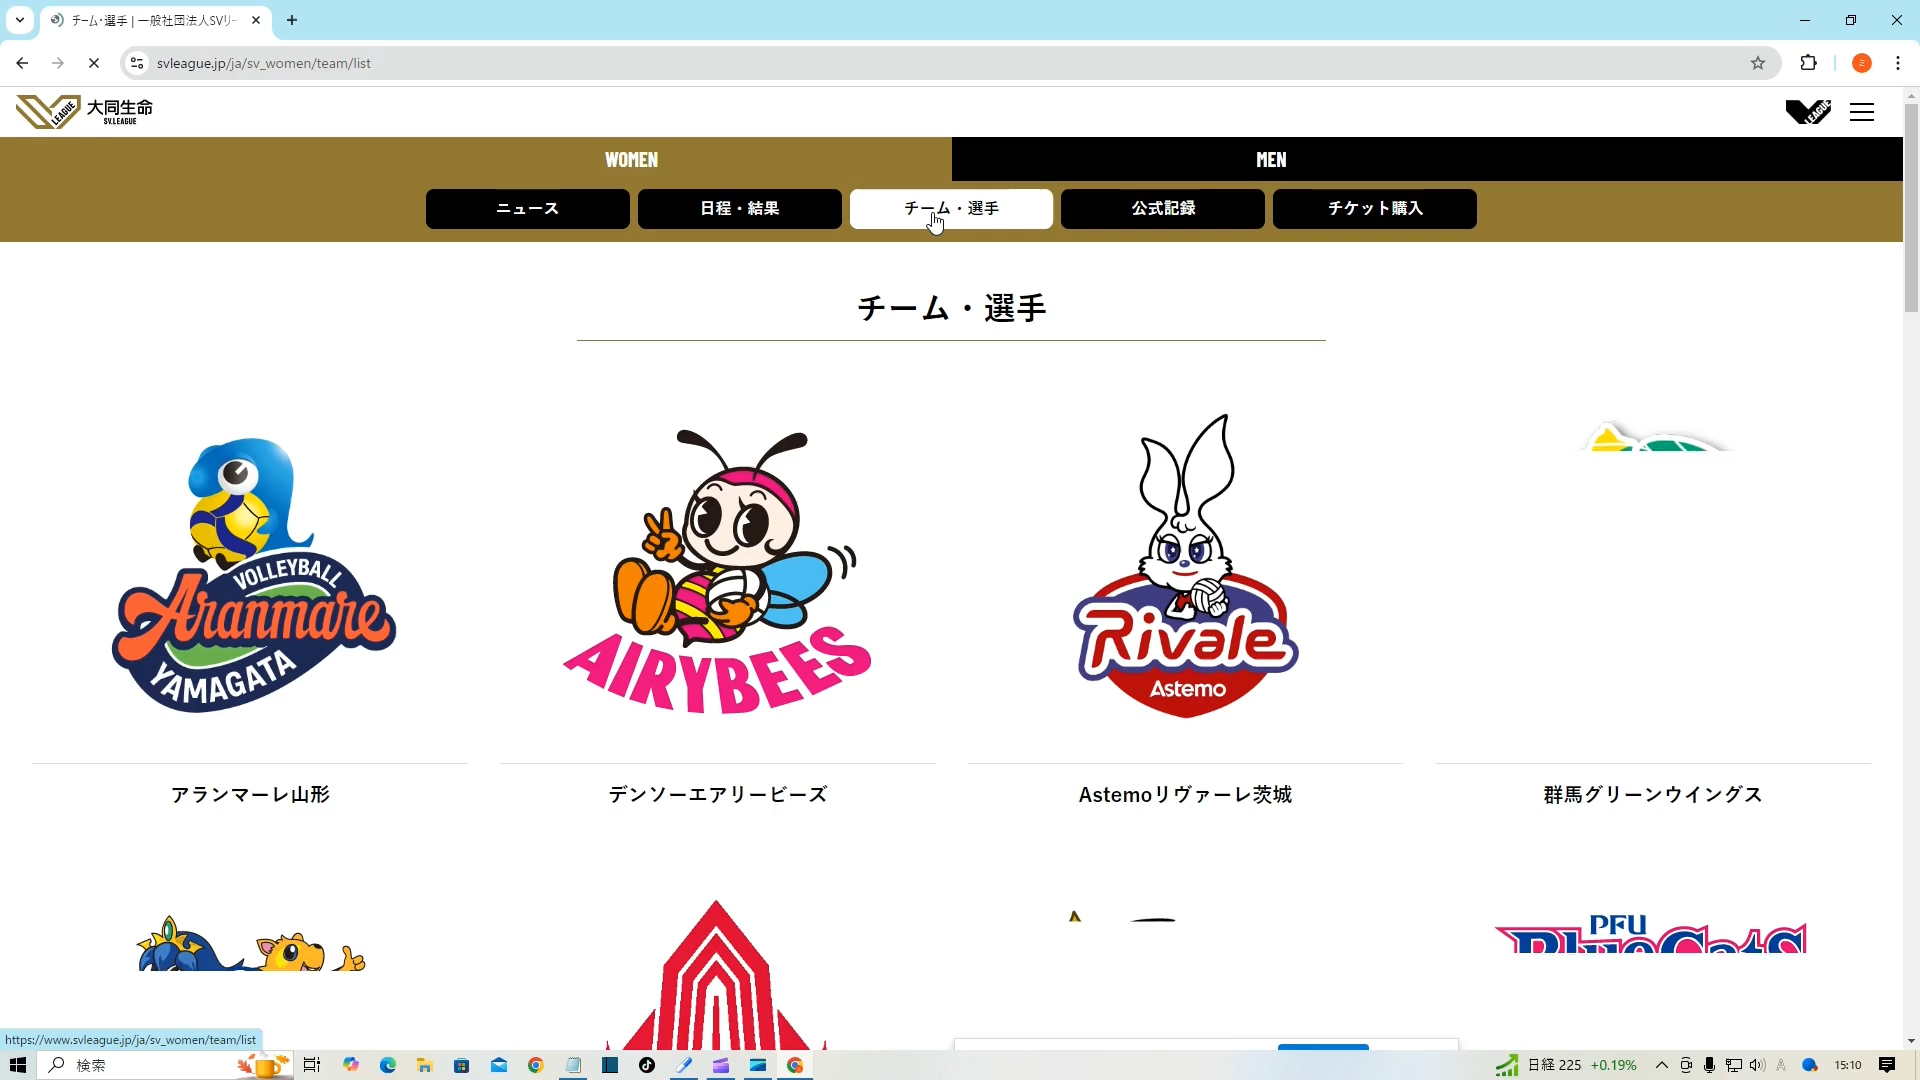 チーム・選手 | 一般社団法人SVリー
svleague.jp/ja/sv_women/team/list
LEAGUE
大同生命
SV.LEAGUE
LEAGUE
WOMEN
MEN
ニュース
日程・結果
チーム・選手
公式記録
チケット購入
チーム・選手
VOLLEYBALL
Aranmare
YAMAGATA
AIRYBEES
Rivale
Astemo
アランマーレ山形
デンソーエアリービーズ
Astemoリヴァーレ茨城
群馬グリーンウイングス
PFU
BlueCats
https://www.svleague.jp/ja/sv_women/team/list
検索
日経 225 +0.19%
A
15:10